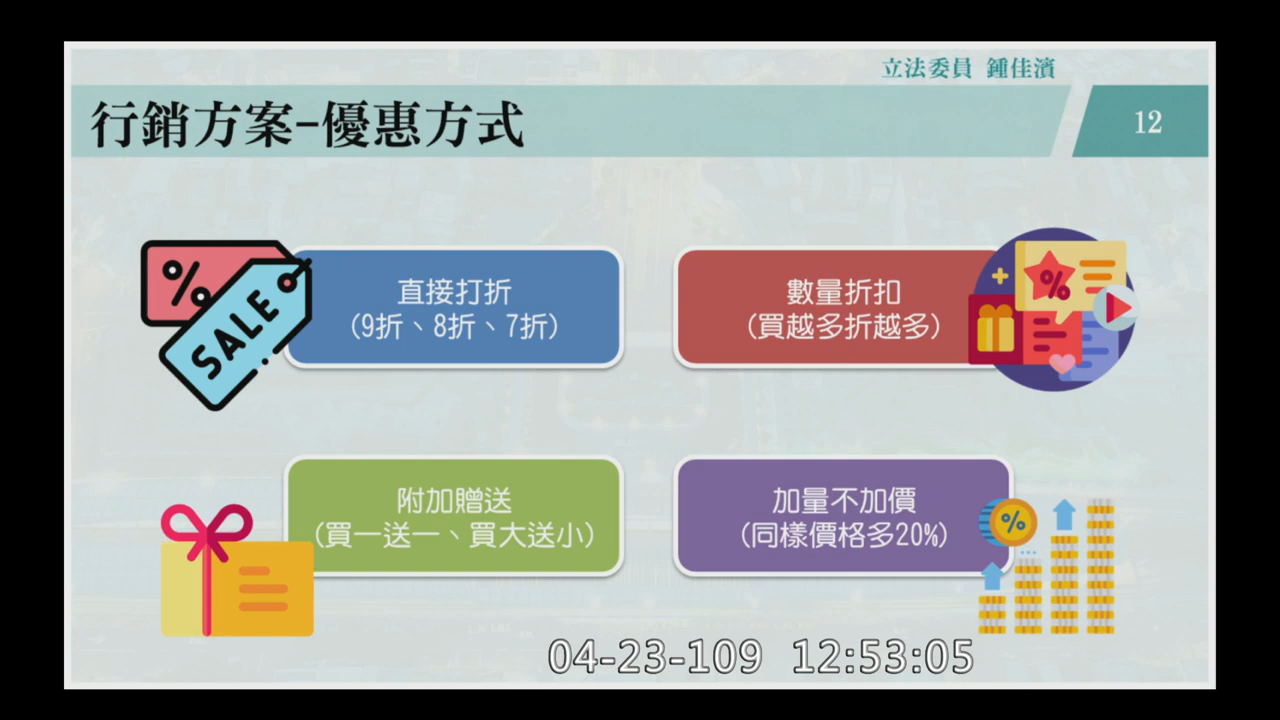 立法委員 鍾佳濱
行銷方案-優惠方式
12
%
SALE
直接打折
(9折、8折、7折)
數量折扣
(買越多折越多)
%
附加贈送
(買一送一、買大送小)
加量不加價
(同樣價格多20%)
%
04-23-109 12:53:05